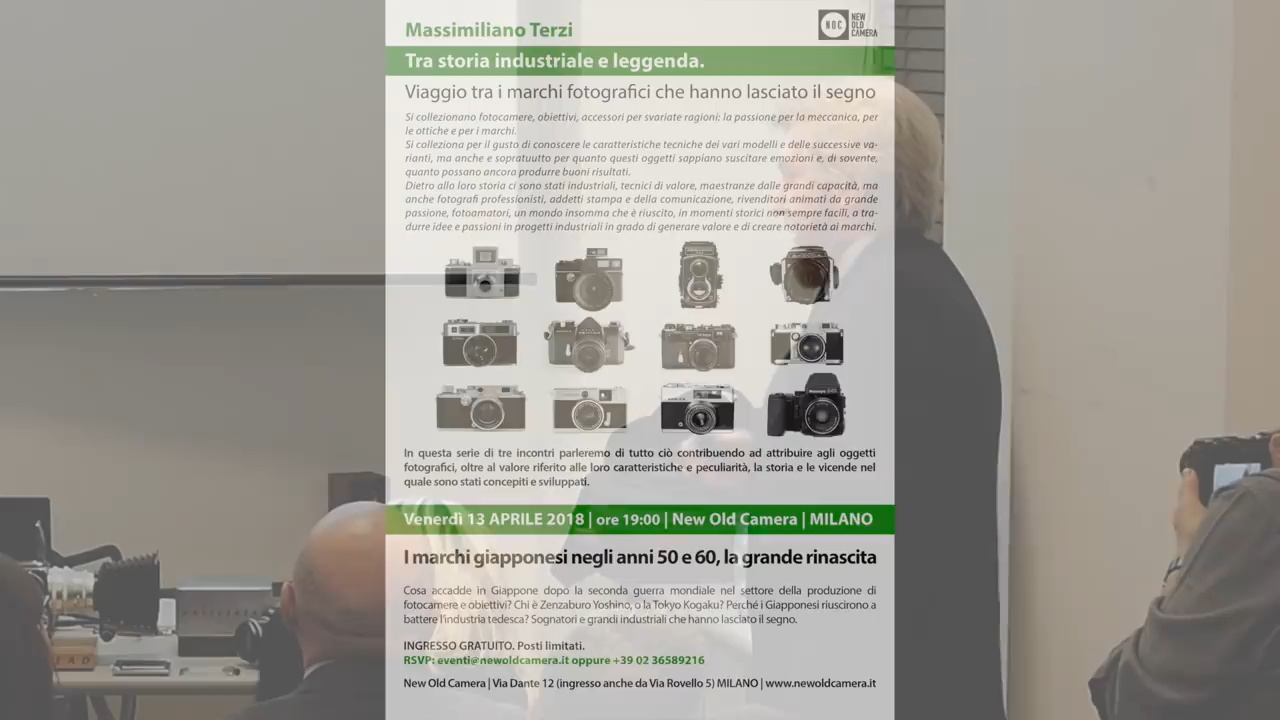 Massimiliano Terzi
NOC
NEW
OLD
CAMERA
Tra storia industriale e leggenda.
Viaggio tra i marchi fotografici che hanno lasciato il segno
Si collezionano fotocamere, obiettivi, accessori per svariate ragioni: la passione per la meccanica, per
le ottiche e per i marchi.
Si colleziona per il gusto di conoscere le caratteristiche tecniche dei vari modelli e delle successive va-
rianti, ma anche e sopratuutto per quanto questi oggetti sappiano suscitare emozioni e, di sovente,
quanto possano ancora produrre buoni risultati.
Dietro allo loro storia ci sono stati industriali, tecnici di valore, maestranze dalle grandi capacità, ma
anche fotografi professionisti, addetti stampa e della comunicazione, rivenditori animati da grande
passione, fotoamatori, un mondo insomma che è riuscito, in momenti storici non sempre facili, a tra-
durre idee e passioni in progetti industriali in grado di generare valore e di creare notorietà ai marchi.
In questa serie di tre incontri parleremo di tutto ciò contribuendo ad attribuire agli oggetti
fotografici, oltre al valore riferito alle loro caratteristiche e peculiarità, la storia e le vicende nel
quale sono stati concepiti e sviluppati.
Venerdì 13 APRILE 2018 | ore 19:00 | New Old Camera | MILANO
I marchi giapponesi negli anni 50 e 60, la grande rinascita
Cosa accadde in Giappone dopo la seconda guerra mondiale nel settore della produzione di
fotocamere e obiettivi? Chi è Zenzaburo Yoshino, o la Tokyo Kogaku? Perché i Giapponesi riuscirono a
battere l'industria tedesca? Sognatori e grandi industriali che hanno lasciato il segno.
INGRESSO GRATUITO. Posti limitati.
RSVP: eventi@newoldcamera.it oppure +39 02 36589216
New Old Camera | Via Dante 12 (ingresso anche da Via Rovello 5) MILANO | www.newoldcamera.it